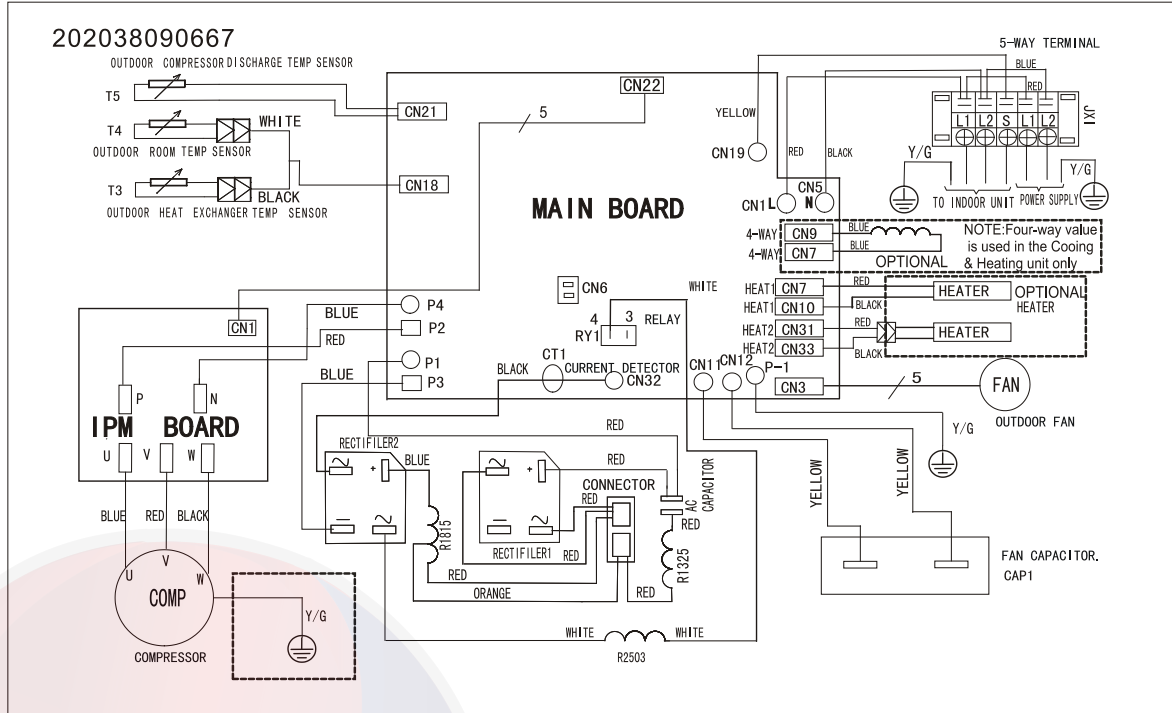 202038090667
OUTDOOR COMPRESSOR DISCHARGE TEMP SENSOR
T5
T4
WHITE
OUTDOOR ROOM TEMP SENSOR
T3
BLACK
OUTDOOR HEAT EXCHANGER TEMP SENSOR
CN21
CN18
CN22
5
MAIN BOARD
YELLOW
CN19
RED
BLACK
5-WAY TERMINAL
BLUE
RED
L1 L2 S L1 L2
JX1
Y/G
Y/G
TO INDOOR UNIT
POWER SUPPLY
CN1 L
CN5
N
4-WAY CN9 BLUE
4-WAY CN7 BLUE
OPTIONAL
NOTE:Four-way value
is used in the Cooing
& Heating unit only
HEAT1 CN7 RED
HEAT1 CN10 BLACK
HEAT2 CN31 RED
HEAT2 CN33 BLACK
HEATER
HEATER
OPTIONAL
HEATER
CN6
WHITE
4 3 RELAY
RY1
CT1
BLACK
CURRENT DETECTOR
CN32
CN11
CN12
P-1
CN3
5
FAN
OUTDOOR FAN
Y/G
P4
P2
P1
P3
BLUE
RED
BLUE
CN1
P
N
IPM BOARD
U V W
BLUE RED BLACK
U V W
COMP
COMPRESSOR
Y/G
RECTIFILER2
+
BLUE
R1815
RED
ORANGE
RED
+
RED
RECTIFILER1
RED
CONNECTOR
RED
RED
AC
CAPACITOR
RED
R1325
RED
WHITE
R2503
WHITE
YELLOW
YELLOW
FAN CAPACITOR.
CAP1